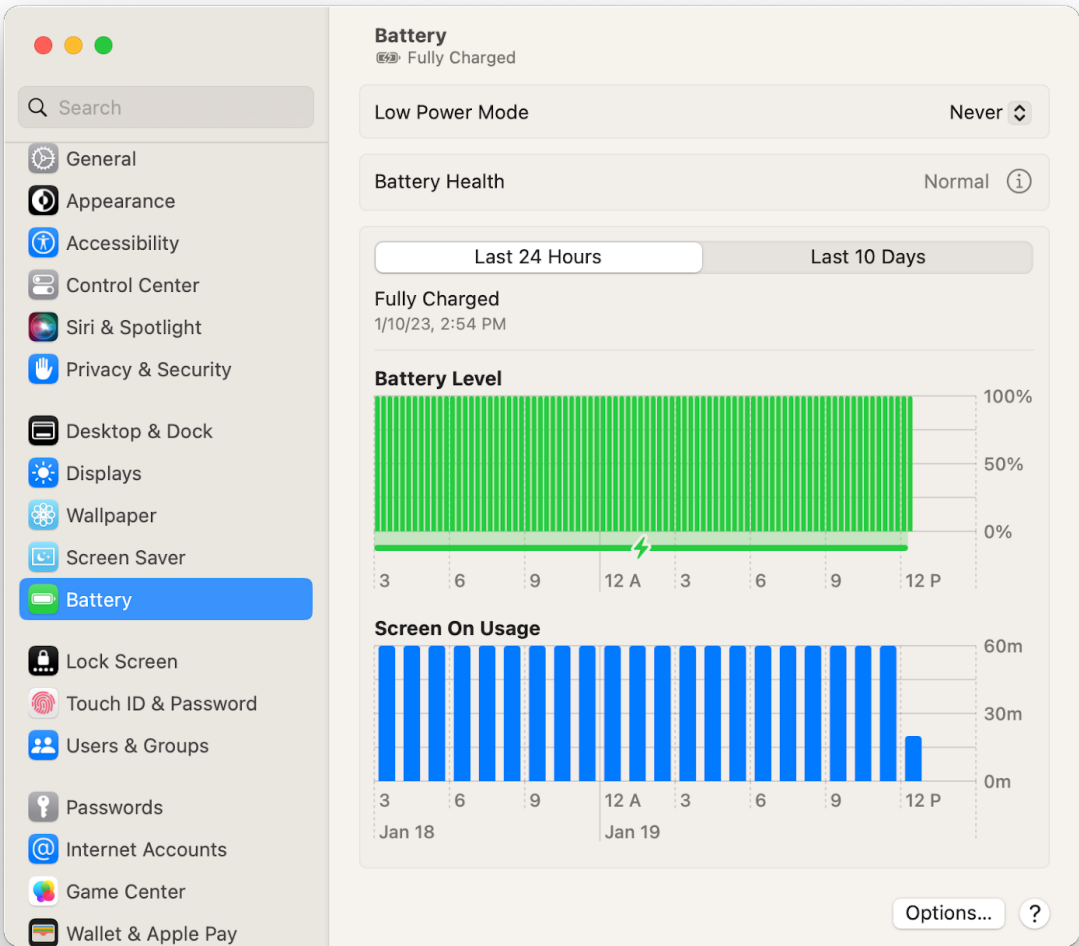 Battery
Fully Charged
Search
General
Appearance
Accessibility
Control Center
Siri & Spotlight
Privacy & Security
Desktop & Dock
Displays
Wallpaper
Screen Saver
Battery
Lock Screen
Touch ID & Password
Users & Groups
Passwords
Internet Accounts
Game Center
Wallet & Apple Pay
Low Power Mode Never
Battery Health Normal
Last 24 Hours Last 10 Days
Fully Charged
1/10/23, 2:54 PM
Battery Level
100%
50%
0%
3 6 9 12 A 3 6 9 12 P
Screen On Usage
60m
30m
0m
3 6 9 12 A 3 6 9 12 P
Jan 18 Jan 19
Options... ?